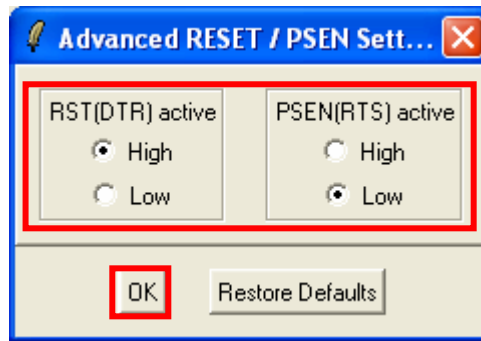 Advanced RESET / PSEN Sett...
RST(DTR) active
High
Low
PSEN(RTS) active
High
Low
OK
Restore Defaults